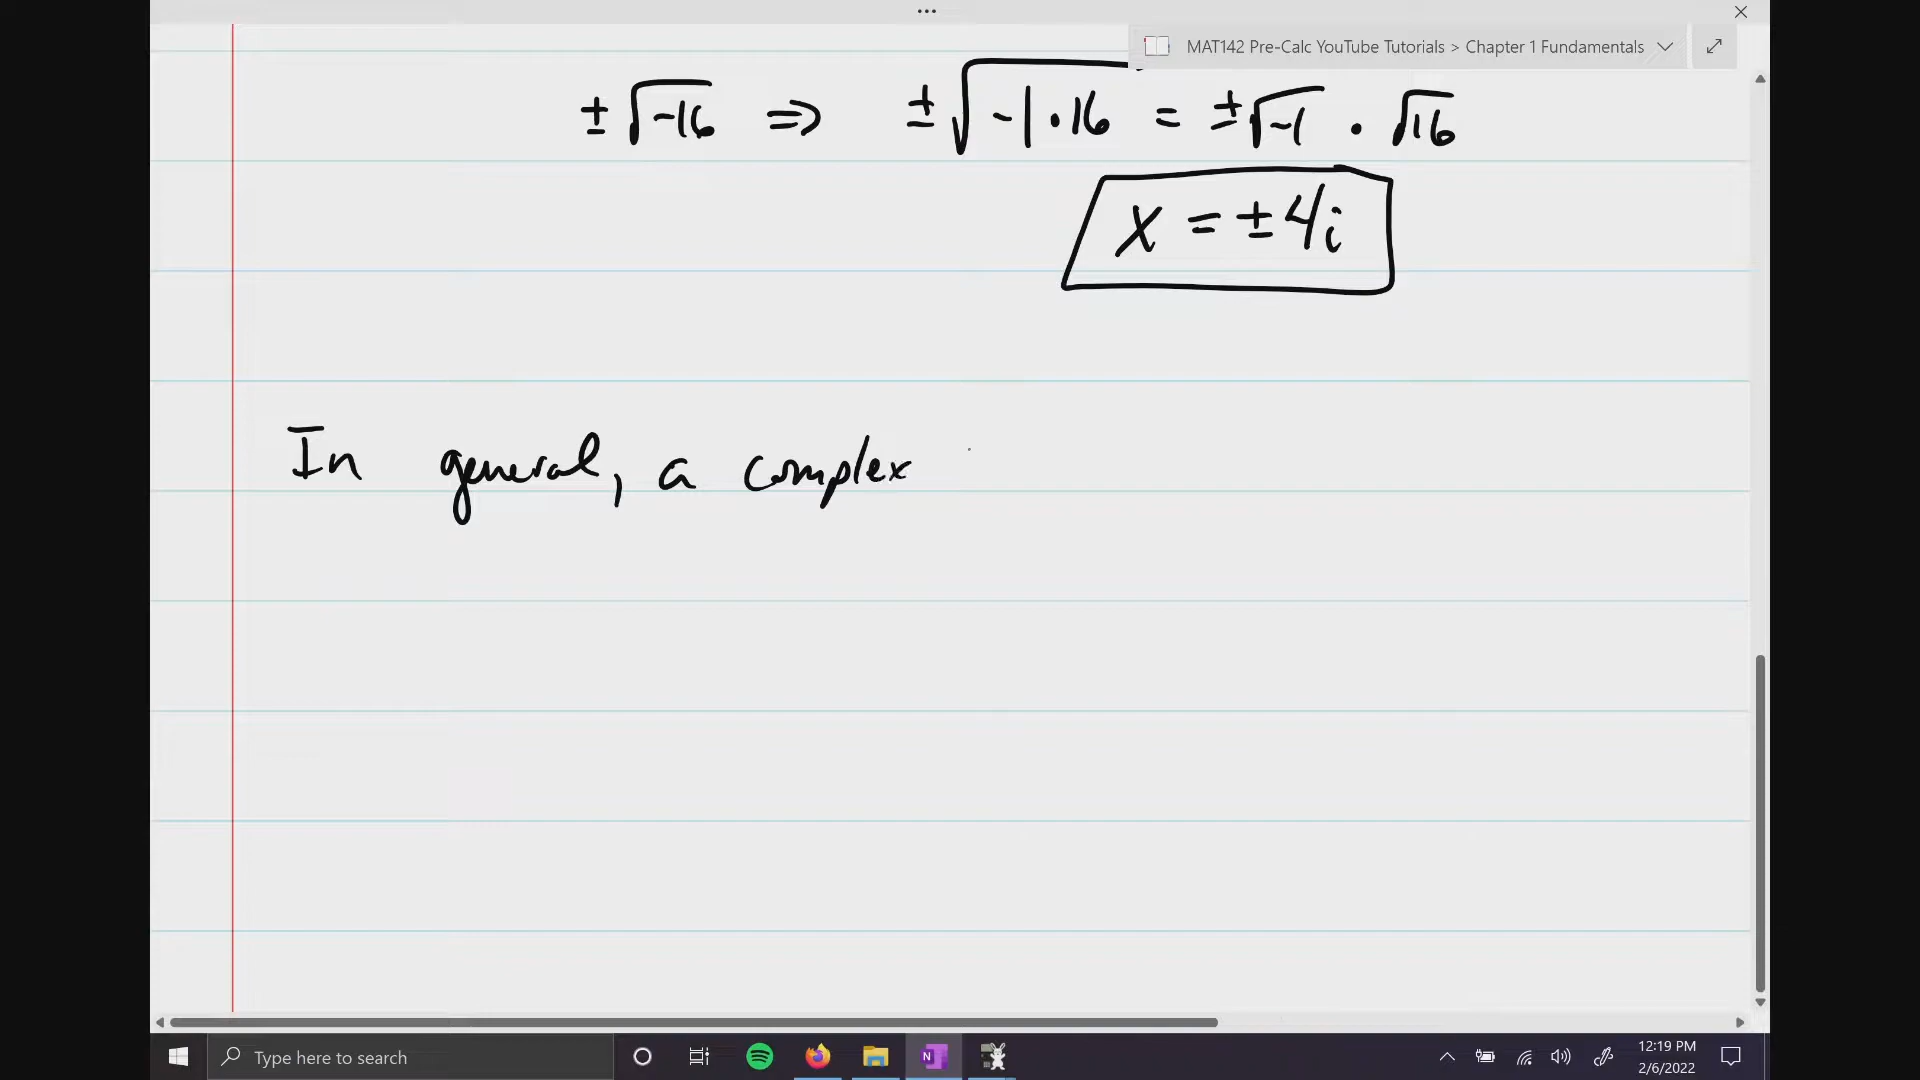 MAT142 Pre-Calc YouTube Tutorials > Chapter 1 Fundamentals
± √-16 ⇒ ± √-1·16 = ± √-1 · √16
x = ± 4i
In general, a complex
Type here to search
12:19 PM
2/6/2022